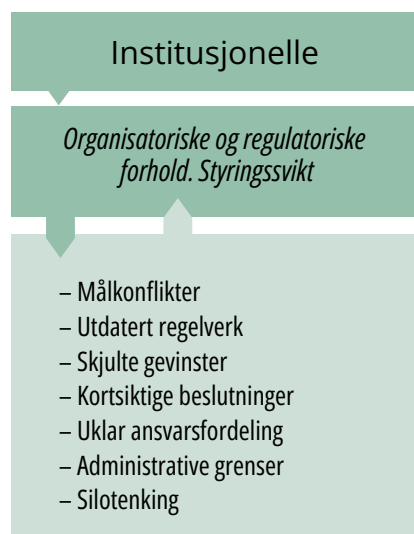 Institusjonelle
Organisatoriske og regulatoriske
forhold. Styringssvikt
– Målkonflikter
– Utdatert regelverk
– Skjulte gevinster
– Kortsiktige beslutninger
– Uklar ansvarsfordeling
– Administrative grenser
– Silotenking